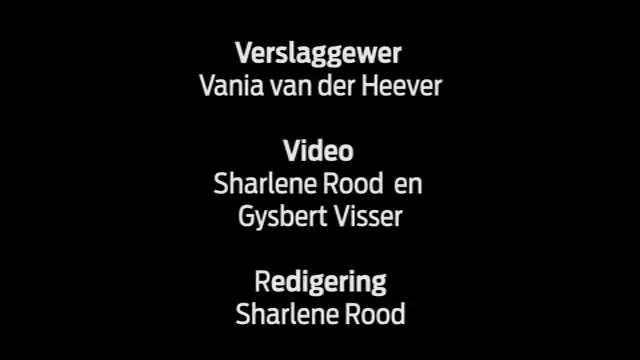 Verslaggewer
Vania van der Heever
Video
Sharlene Rood en
Gysbert Visser
Redigering
Sharlene Rood